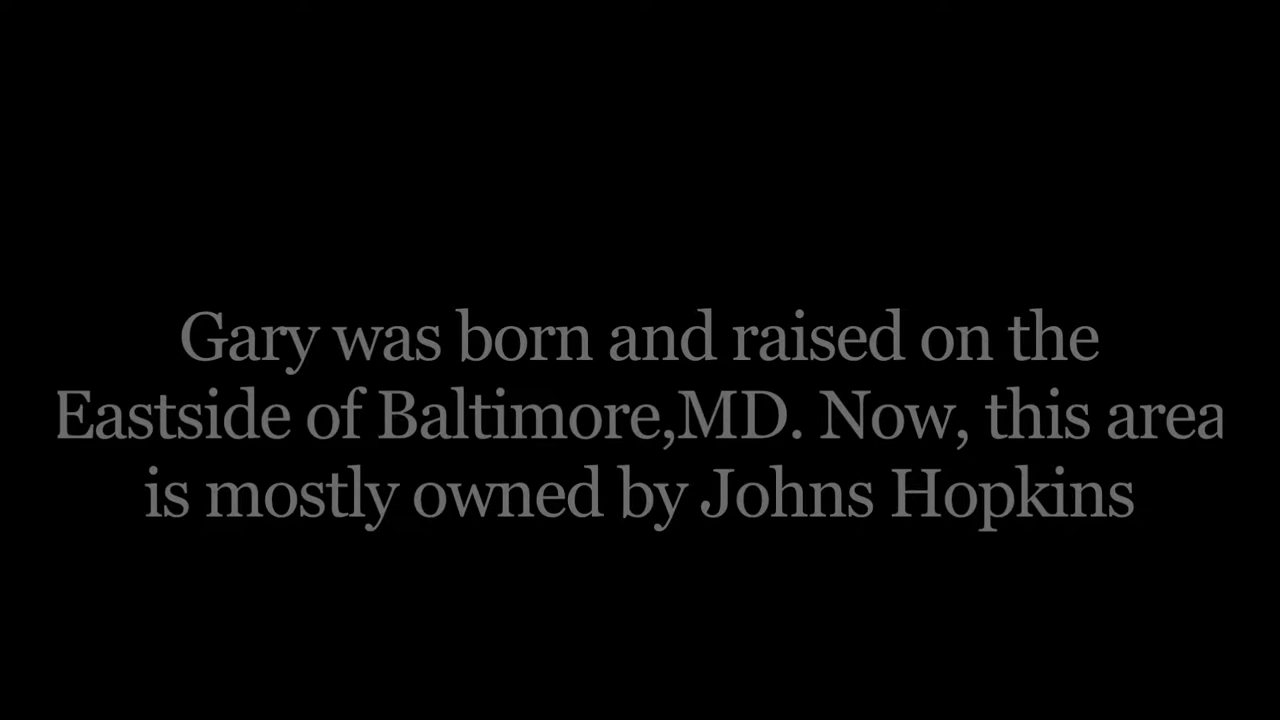 Gary was born and raised on the
Eastside of Baltimore,MD. Now, this area
is mostly owned by Johns Hopkins